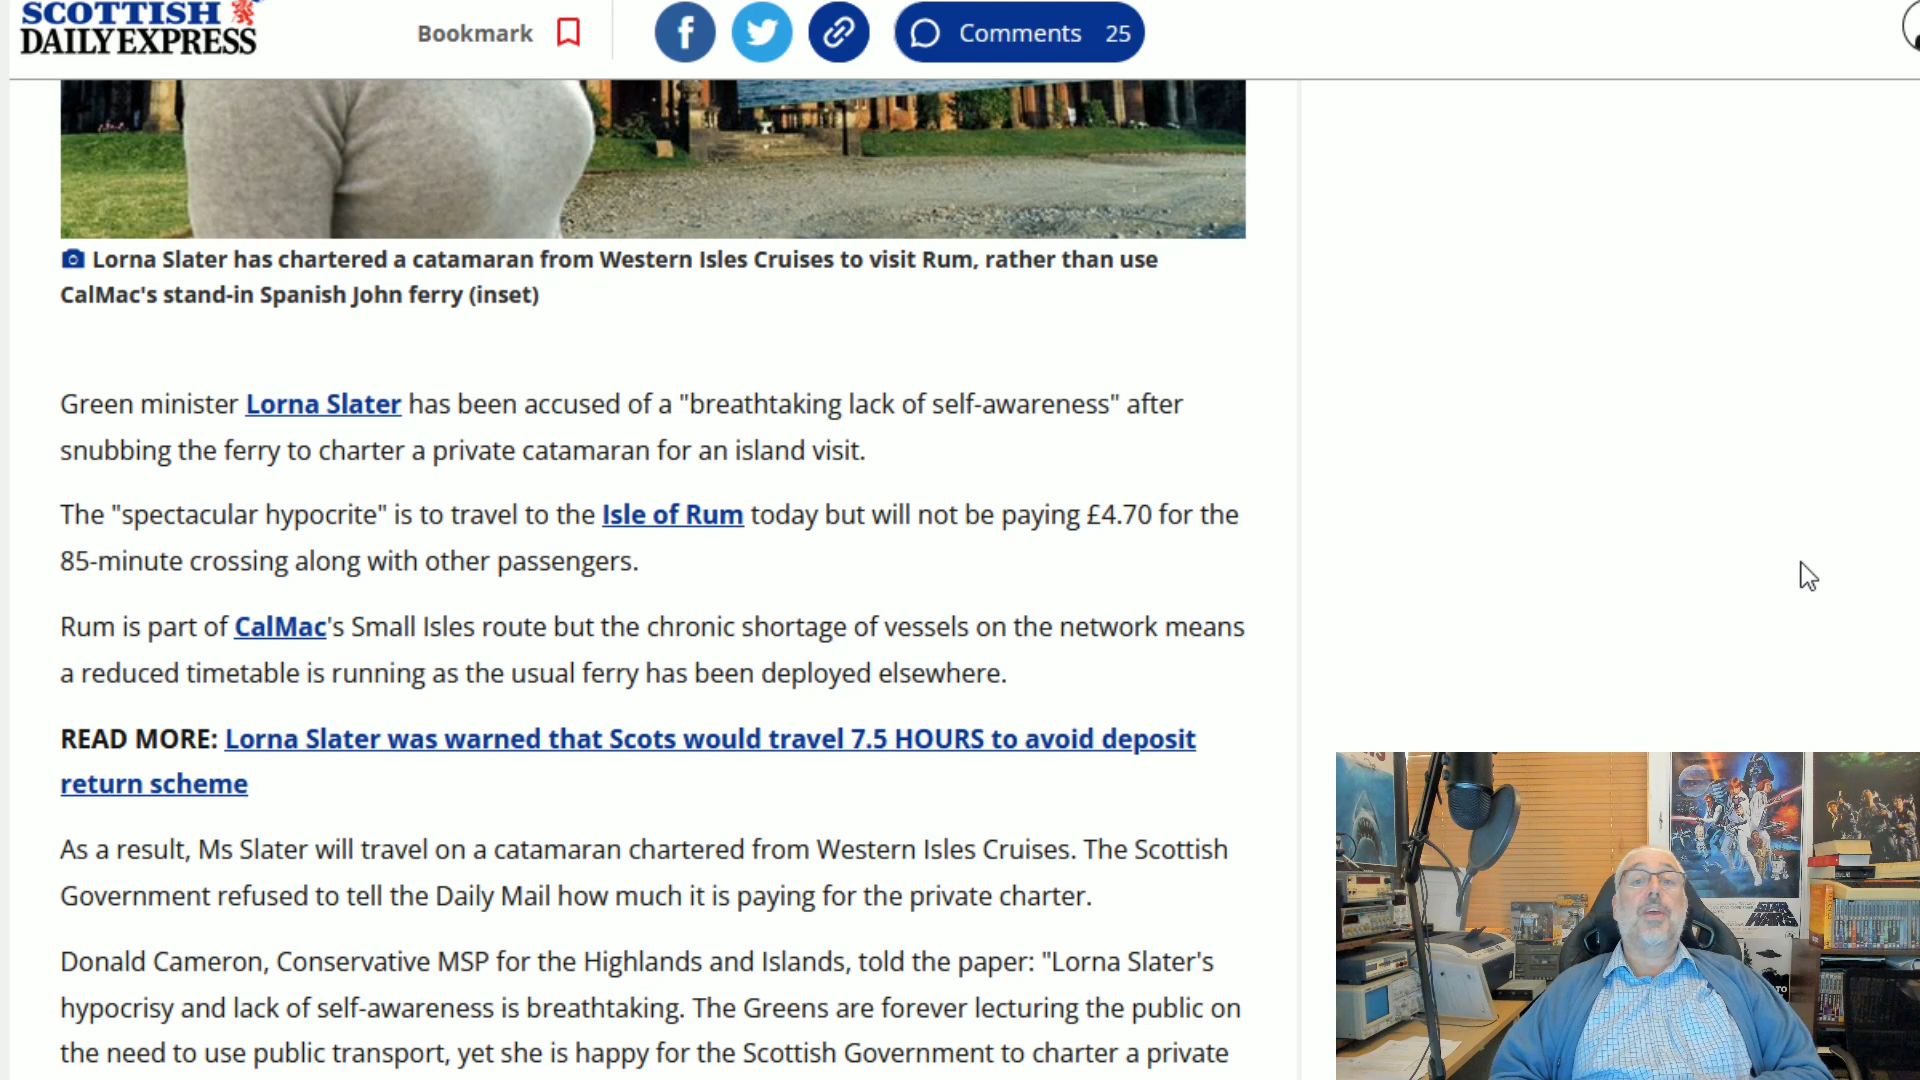 SCOTTISH
DAILY EXPRESS
Bookmark
Comments 25
Lorna Slater has chartered a catamaran from Western Isles Cruises to visit Rum, rather than use
CalMac's stand-in Spanish John ferry (inset)
Green minister Lorna Slater has been accused of a "breathtaking lack of self-awareness" after
snubbing the ferry to charter a private catamaran for an island visit.
The "spectacular hypocrite" is to travel to the Isle of Rum today but will not be paying £4.70 for the
85-minute crossing along with other passengers.
Rum is part of CalMac's Small Isles route but the chronic shortage of vessels on the network means
a reduced timetable is running as the usual ferry has been deployed elsewhere.
READ MORE: Lorna Slater was warned that Scots would travel 7.5 HOURS to avoid deposit
return scheme
As a result, Ms Slater will travel on a catamaran chartered from Western Isles Cruises. The Scottish
Government refused to tell the Daily Mail how much it is paying for the private charter.
Donald Cameron, Conservative MSP for the Highlands and Islands, told the paper: "Lorna Slater's
hypocrisy and lack of self-awareness is breathtaking. The Greens are forever lecturing the public on
the need to use public transport, yet she is happy for the Scottish Government to charter a private
STAR
WARS
TO